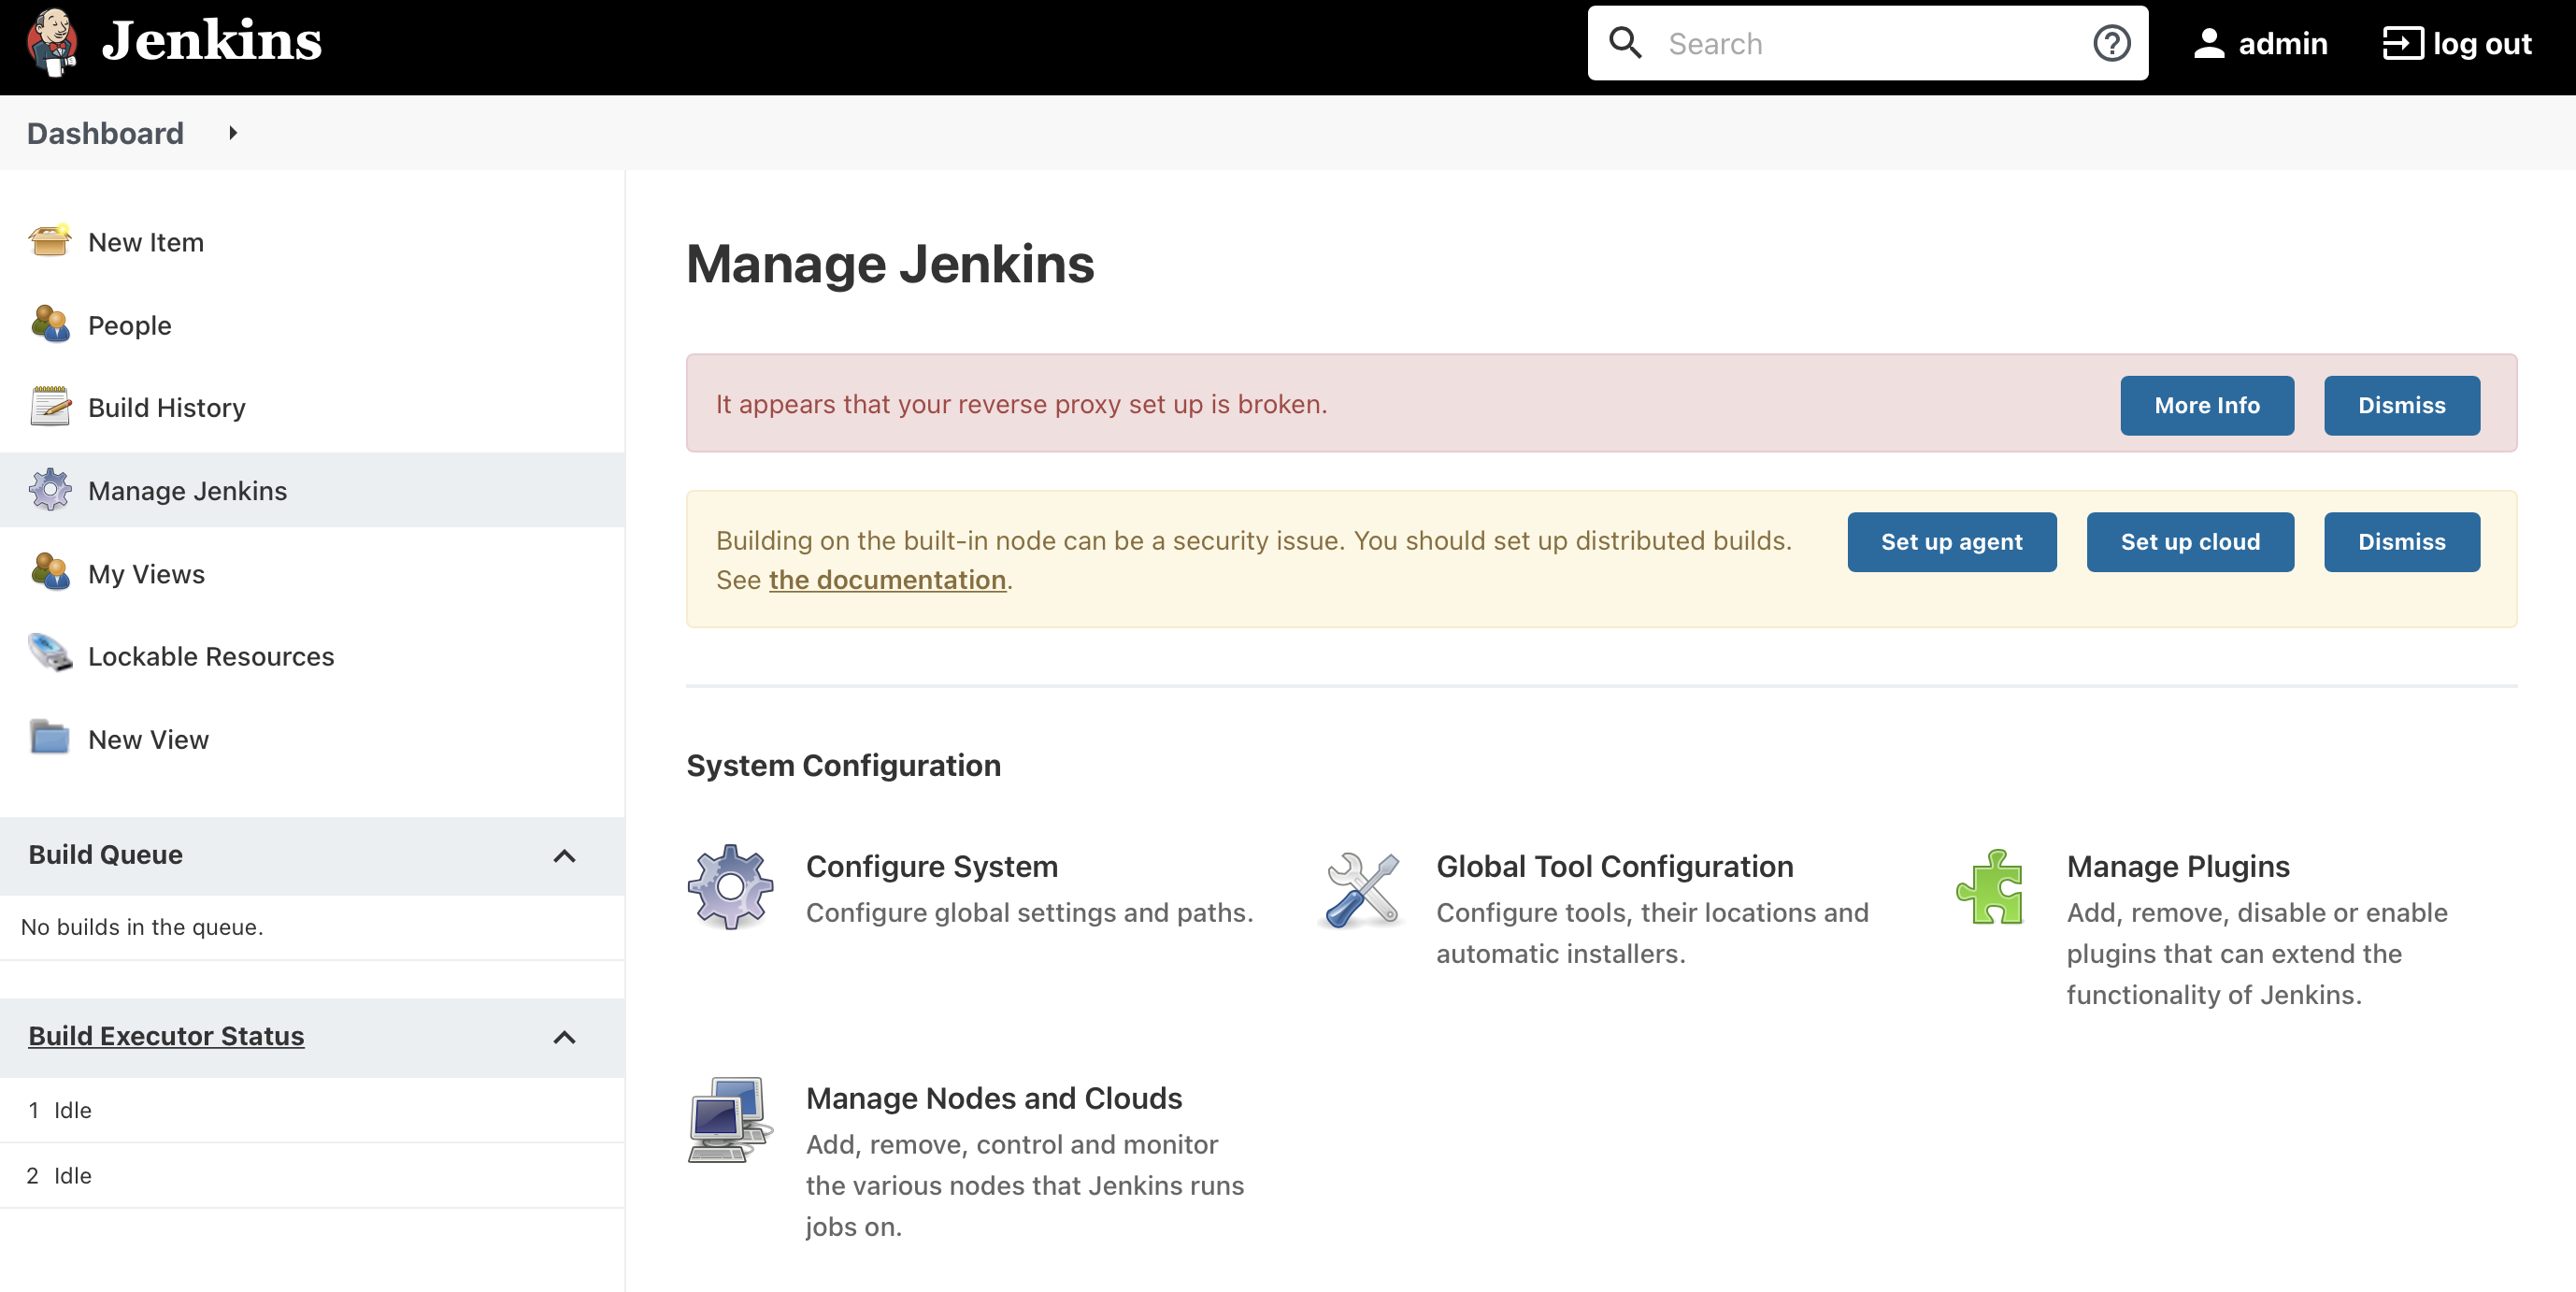 Jenkins
Search
admin
log out
Dashboard
New Item
People
Build History
Manage Jenkins
My Views
Lockable Resources
New View
Build Queue
No builds in the queue.
Build Executor Status
1 Idle
2 Idle
Manage Jenkins
It appears that your reverse proxy set up is broken.
More Info
Dismiss
Building on the built-in node can be a security issue. You should set up distributed builds.
See the documentation.
Set up agent
Set up cloud
Dismiss
System Configuration
Configure System
Configure global settings and paths.
Global Tool Configuration
Configure tools, their locations and
automatic installers.
Manage Plugins
Add, remove, disable or enable
plugins that can extend the
functionality of Jenkins.
Manage Nodes and Clouds
Add, remove, control and monitor
the various nodes that Jenkins runs
jobs on.